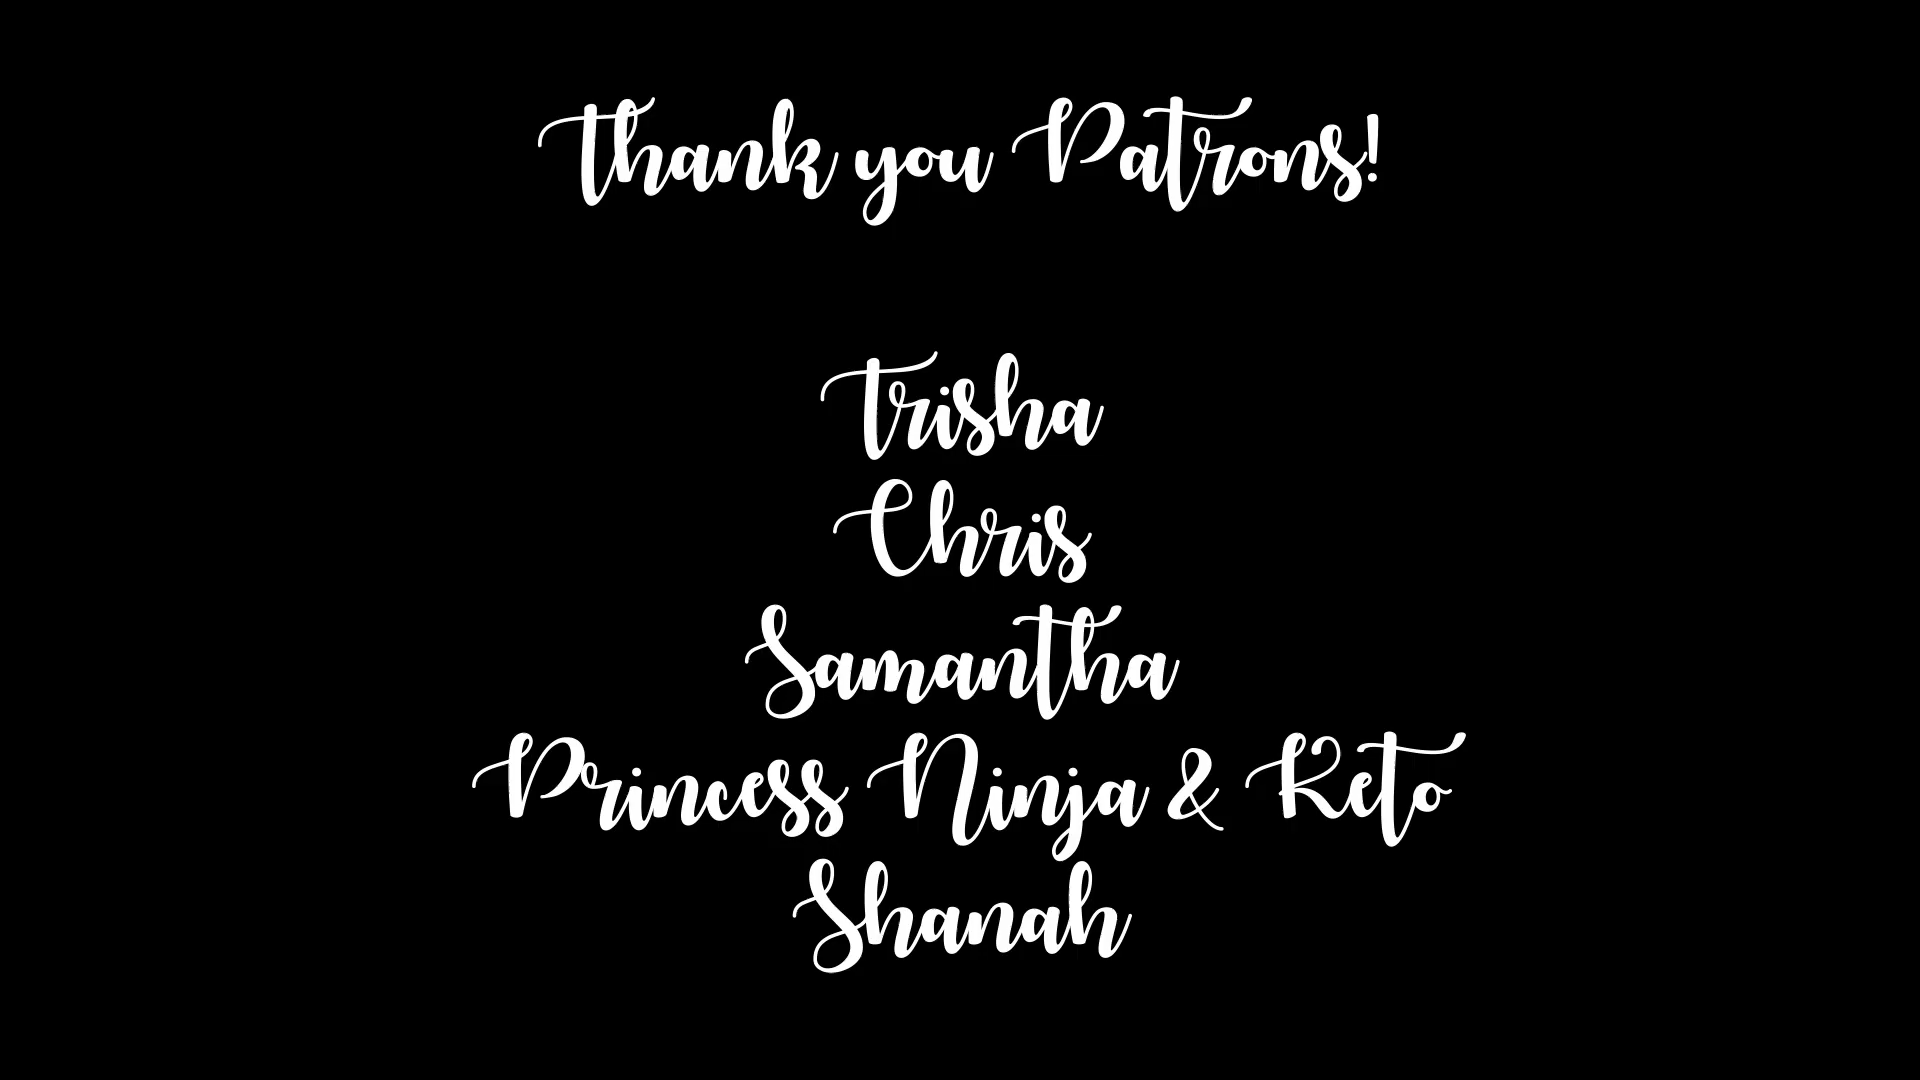 Thank you Patrons!
Trisha
Chris
Samantha
Princess Ninja & Keto
Shanah